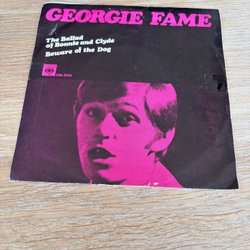 GEORGIE FAME
The Ballad
of Bonnie and Clyde
Beware of the Dog
CBS